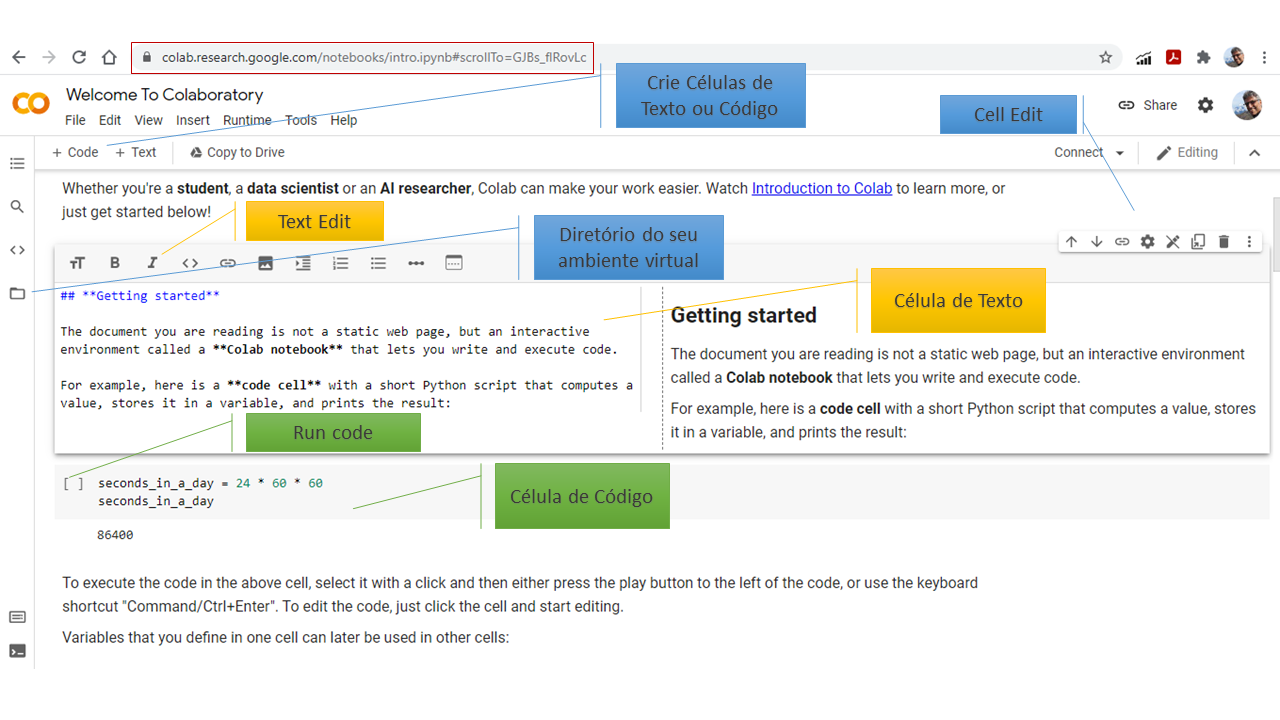 colab.research.google.com/notebooks/intro.ipynb#scrollTo=GJBs_flRovLc
Welcome To Colaboratory
File Edit View Insert Runtime Tools Help
Crie Células de
Texto ou Código
Cell Edit
Share
+ Code + Text Copy to Drive
Connect Editing
Whether you're a student, a data scientist or an AI researcher, Colab can make your work easier. Watch Introduction to Colab to learn more, or
just get started below!
Text Edit
Diretório do seu
ambiente virtual
Célula de Texto
## **Getting started**
The document you are reading is not a static web page, but an interactive
environment called a **Colab notebook** that lets you write and execute code.
For example, here is a **code cell** with a short Python script that computes a
value, stores it in a variable, and prints the result:
Getting started
The document you are reading is not a static web page, but an interactive environment
called a Colab notebook that lets you write and execute code.
For example, here is a code cell with a short Python script that computes a value, stores
it in a variable, and prints the result:
Run code
[ ] seconds_in_a_day = 24 * 60 * 60
seconds_in_a_day
Célula de Código
86400
To execute the code in the above cell, select it with a click and then either press the play button to the left of the code, or use the keyboard
shortcut "Command/Ctrl+Enter". To edit the code, just click the cell and start editing.
Variables that you define in one cell can later be used in other cells: